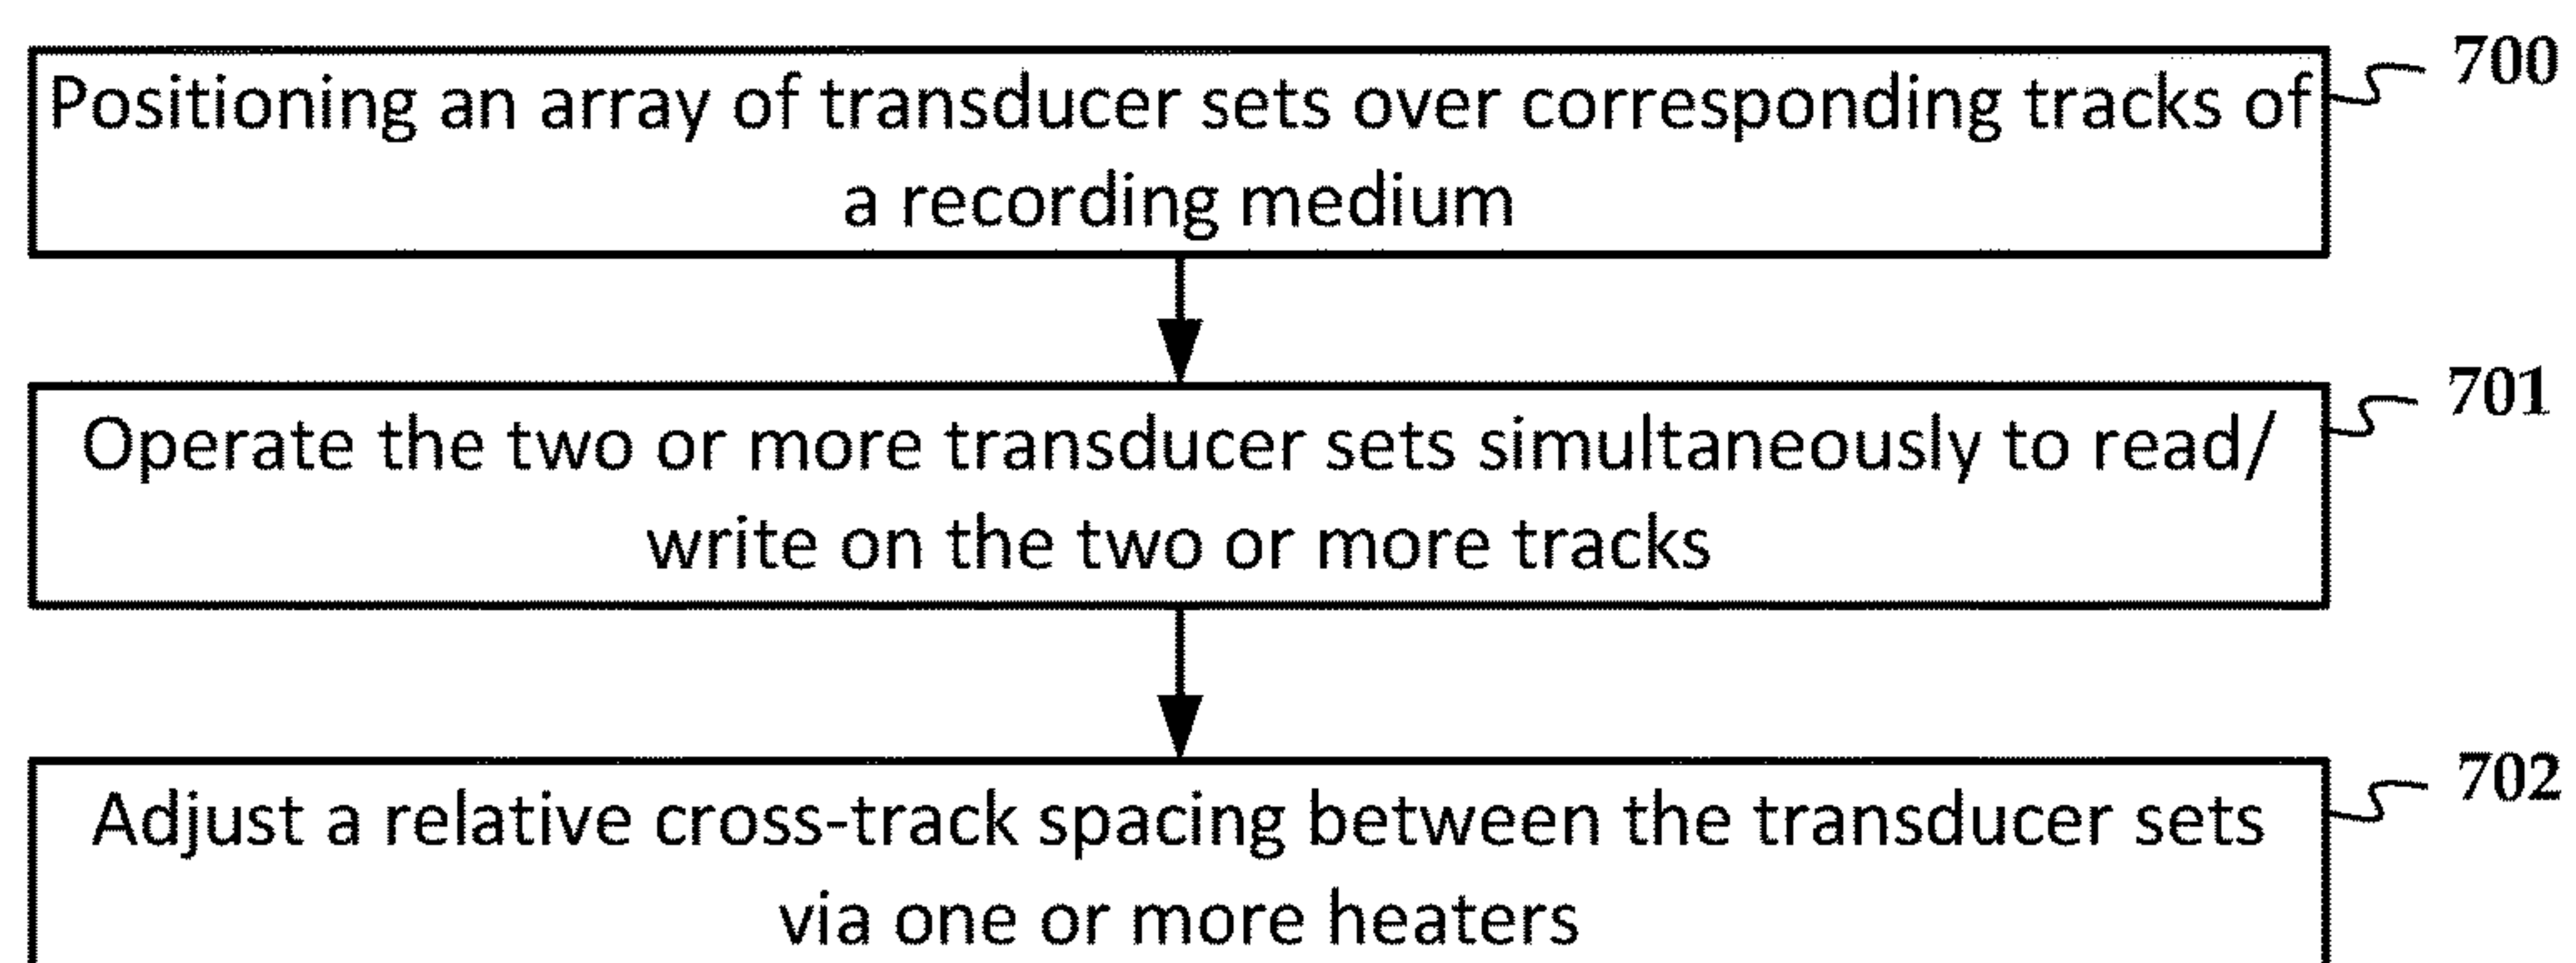 Positioning an array of transducer sets over corresponding tracks of 700
a recording medium
Operate the two or more transducer sets simultaneously to read/ 701
write on the two or more tracks
Adjust a relative cross-track spacing between the transducer sets 702
via one or more heaters